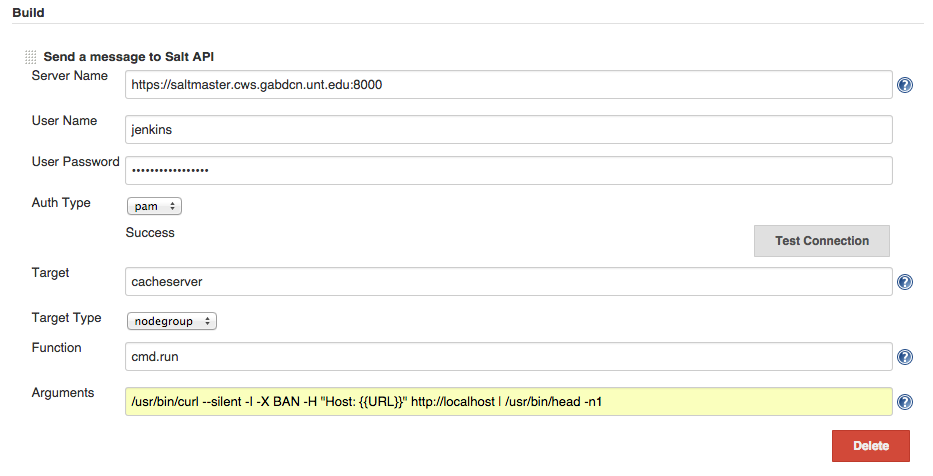 Build
Send a message to Salt API
Server Name
https://saltmaster.cws.gabdcn.unt.edu:8000
?
User Name
jenkins
User Password
•••••••••••••••••
Auth Type
pam
Success
Test Connection
Target
cacheserver
?
Target Type
nodegroup
Function
cmd.run
?
Arguments
/usr/bin/curl --silent -I -X BAN -H "Host: {{URL}}" http://localhost | /usr/bin/head -n1
?
Delete